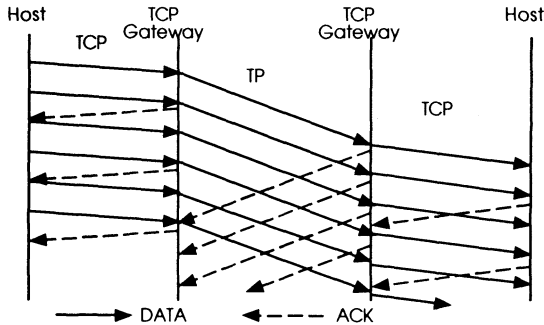 Host
TCP
Gateway
TCP
Gateway
Host
TCP
TP
TCP
DATA
ACK